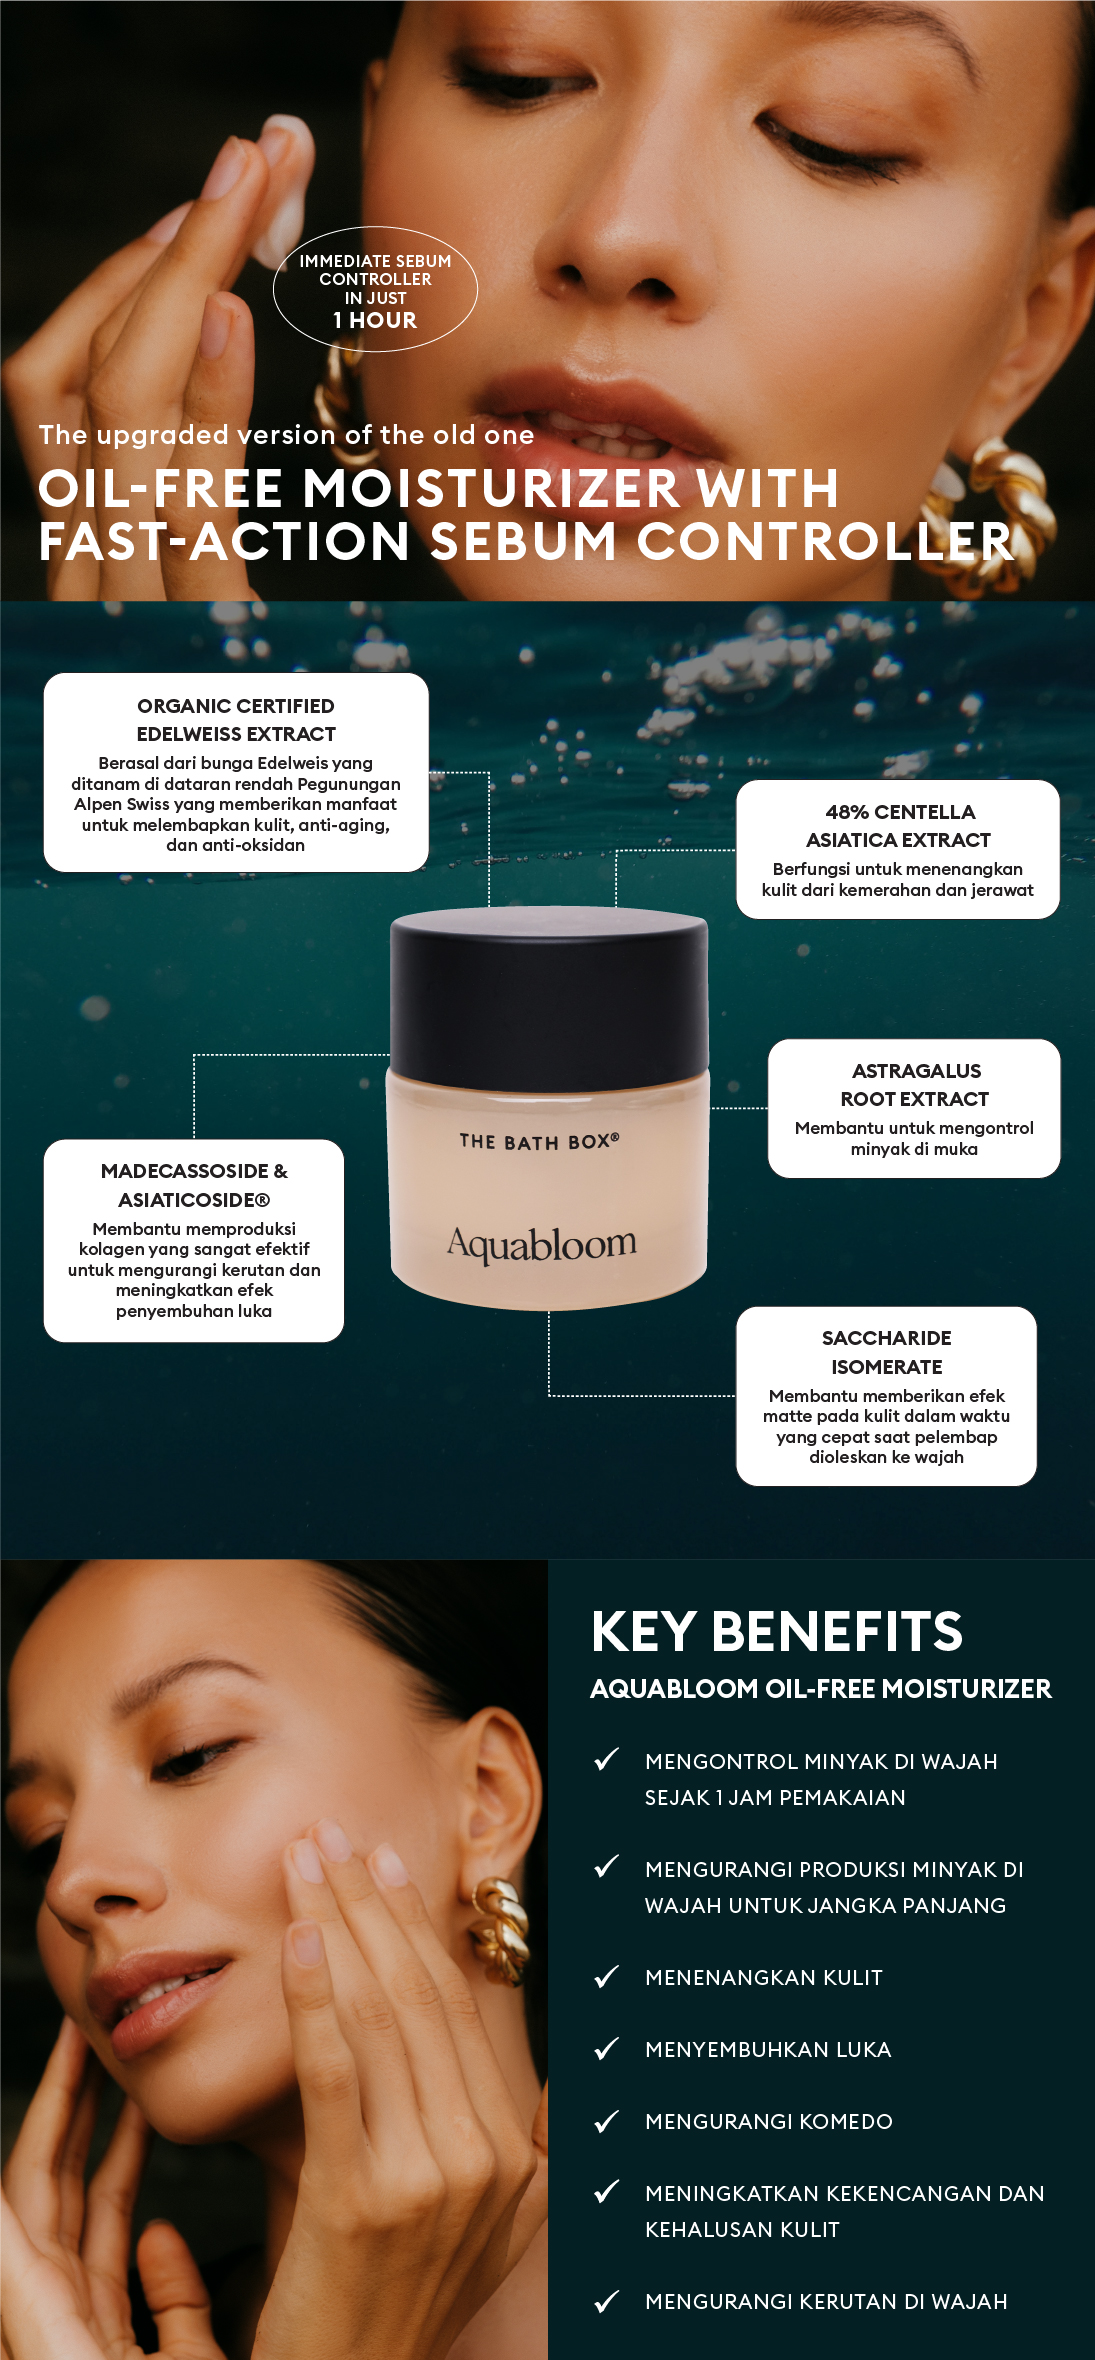 IMMEDIATE SEBUM
CONTROLLER
IN JUST
1 HOUR
The upgraded version of the old one
OIL-FREE MOISTURIZER WITH
FAST-ACTION SEBUM CONTROLLER
ORGANIC CERTIFIED
EDELWEISS EXTRACT
Berasal dari bunga Edelweis yang
ditanam di dataran rendah Pegunungan
Alpen Swiss yang memberikan manfaat
untuk melembapkan kulit, anti-aging,
dan anti-oksidan
48% CENTELLA
ASIATICA EXTRACT
Berfungsi untuk menenangkan
kulit dari kemerahan dan jerawat
ASTRAGALUS
ROOT EXTRACT
Membantu untuk mengontrol
minyak di muka
THE BATH BOX®
Aquabloom
MADECASSOSIDE &
ASIATICOSIDE®
Membantu memproduksi
kolagen yang sangat efektif
untuk mengurangi kerutan dan
meningkatkan efek
penyembuhan luka
SACCHARIDE
ISOMERATE
Membantu memberikan efek
matte pada kulit dalam waktu
yang cepat saat pelembap
dioleskan ke wajah
KEY BENEFITS
AQUABLOOM OIL-FREE MOISTURIZER
MENGONTROL MINYAK DI WAJAH
SEJAK 1 JAM PEMAKAIAN
MENGURANGI PRODUKSI MINYAK DI
WAJAH UNTUK JANGKA PANJANG
MENENANGKAN KULIT
MENYEMBUHKAN LUKA
MENGURANGI KOMEDO
MENINGKATKAN KEKENCANGAN DAN
KEHALUSAN KULIT
MENGURANGI KERUTAN DI WAJAH